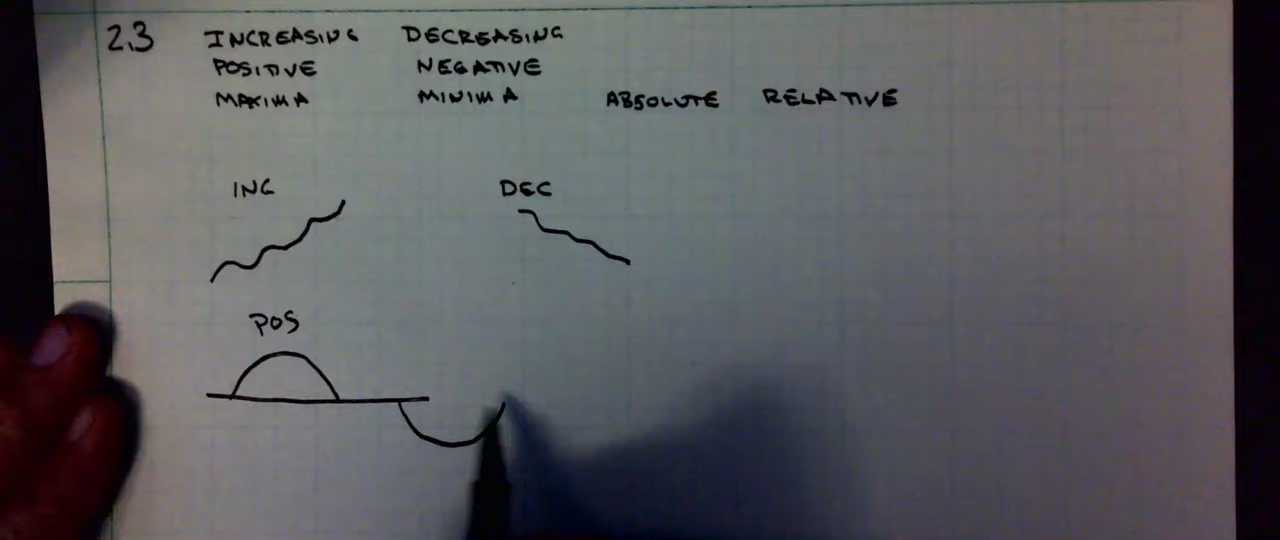 2.3 INCREASING DECREASING
POSITIVE NEGATIVE
MAXIMA MINIMA ABSOLUTE RELATIVE
INC DEC
POS